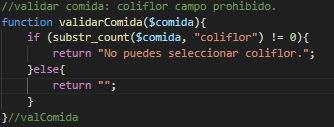 //validar comida: coliflor campo prohibido.
function validarComida($comida){
    if (substr_count($comida, "coliflor") != 0){
        return "No puedes seleccionar coliflor.";
    }else{
        return "";
    }
}//valComida